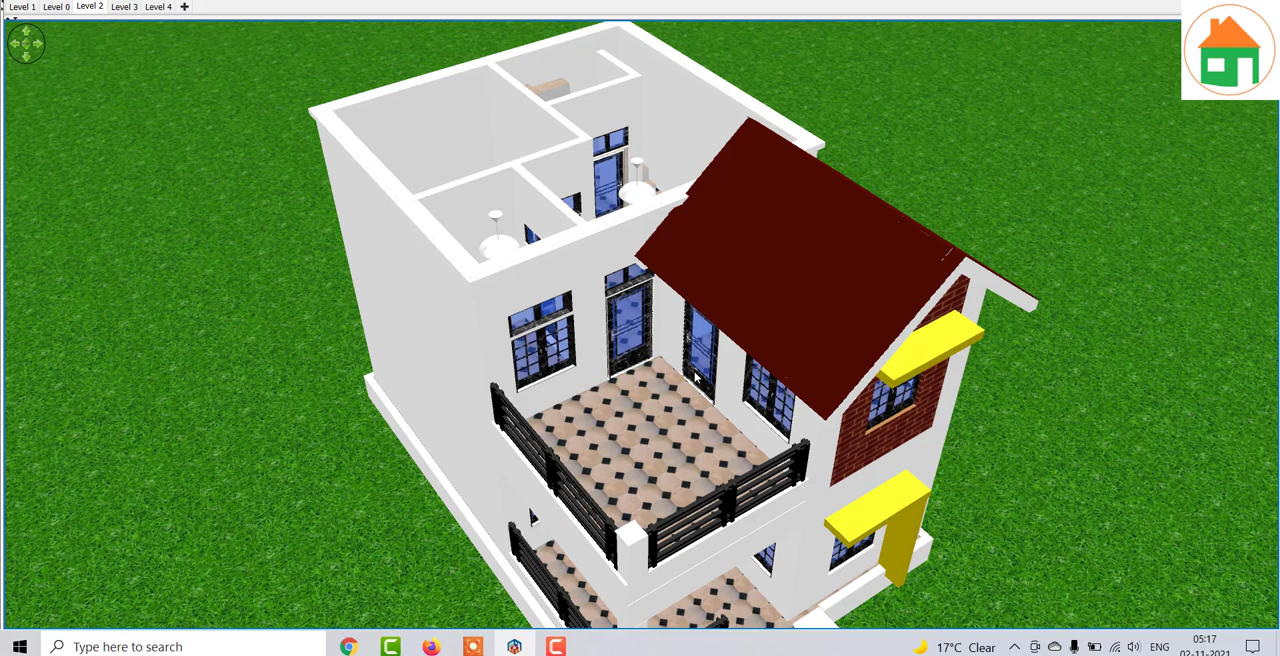 Level 1 Level 0 Level 2 Level 3 Level 4
Type here to search
17°C Clear
ENG
05:17
02-11-2021